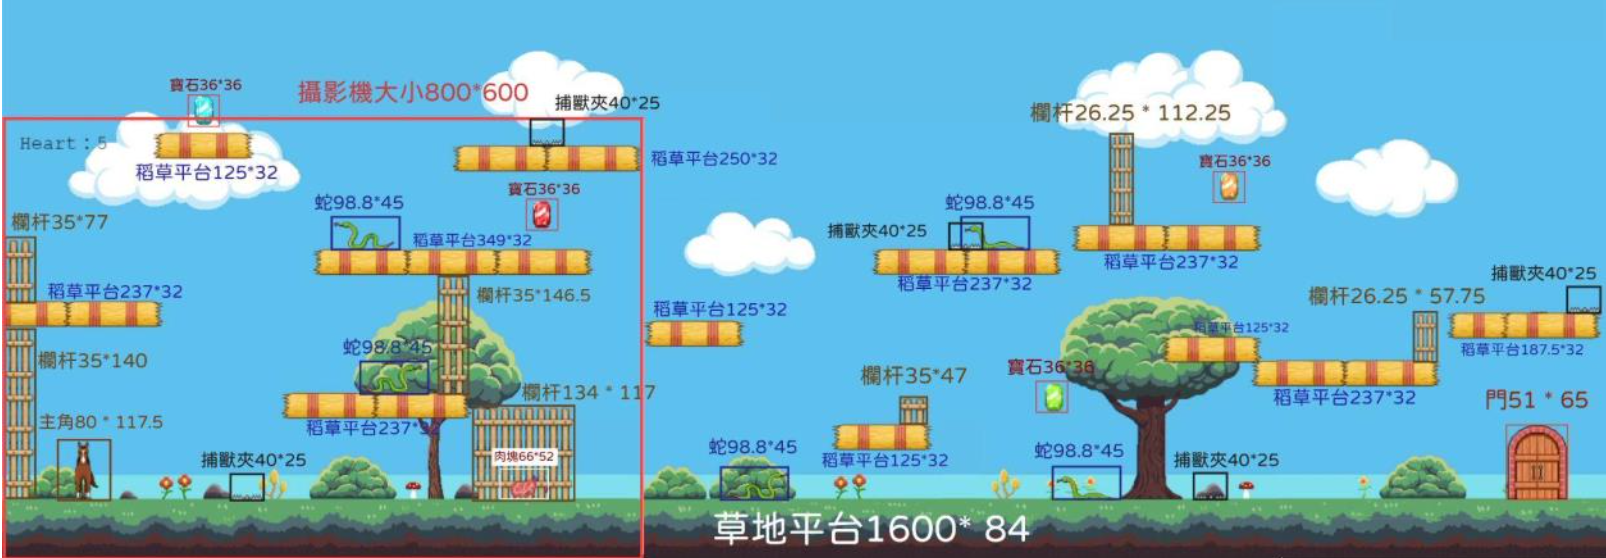 寶石36*36
攝影機大小800*600
捕獸夾40*25
欄杆26.25 * 112.25
Heart：5
稻草平台125*32
稻草平台250*32
寶石36*36
寶石36*36
蛇98.8*45
蛇98.8*45
欄杆35*77
捕獸夾40*25
稻草平台349*32
稻草平台237*32
捕獸夾40*25
稻草平台237*32
稻草平台237*32
欄杆35*146.5
欄杆26.25 * 57.75
稻草平台125*32
稻草平台125*32
蛇98.8*45
稻草平台187.5*32
欄杆35*140
寶石36*36
欄杆35*47
欄杆134 * 117
稻草平台237*32
門51 * 65
主角80 * 117.5
稻草平台237*32
捕獸夾40*25
肉塊66*52
蛇98.8*45
稻草平台125*32
蛇98.8*45
捕獸夾40*25
草地平台1600* 84